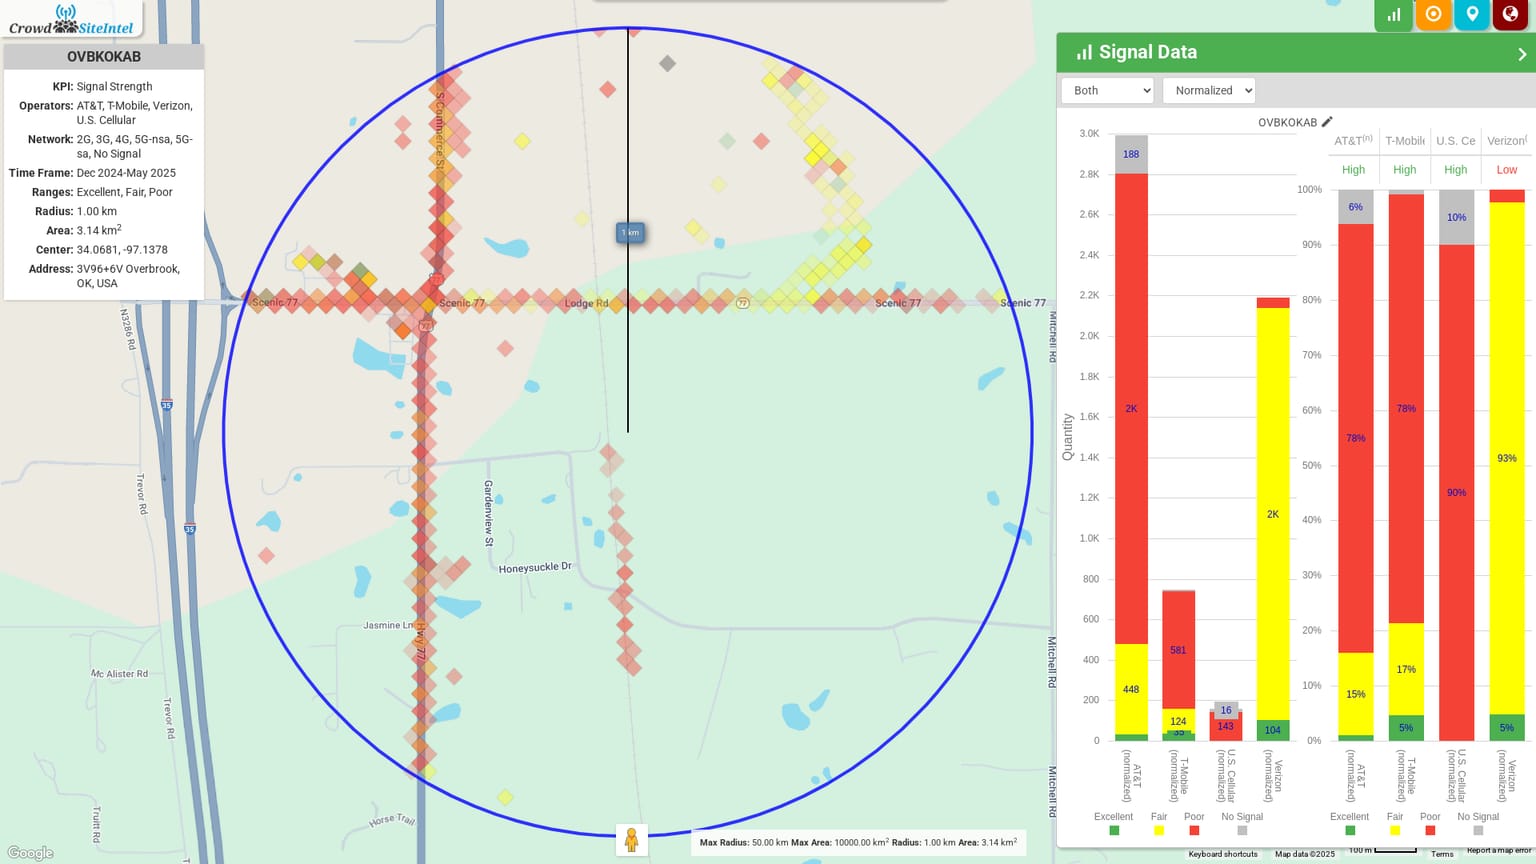 Crowd SiteIntel
OVBKOKAB
KPI: Signal Strength
Operators: AT&T, T-Mobile, Verizon,
U.S. Cellular
Network: 2G, 3G, 4G, 5G-nsa, 5G-
sa, No Signal
Time Frame: Dec 2024-May 2025
Ranges: Excellent, Fair, Poor
Radius: 1.00 km
Area: 3.14 km²
Center: 34.0681, -97.1378
Address: 3V96+6V Overbrook,
OK, USA
S Commerce St
1 km
77
Scenic 77
Scenic 77
Lodge Rd
77
Scenic 77
Scenic 77
77
N3286 Rd
Mitchell Rd
35
Trevor Rd
35
Gardenview St
Honeysuckle Dr
Jasmine Ln
Hwy 77
Mc Alister Rd
Mitchell Rd
Trevor Rd
Mitchell Rd
Truitt Rd
Horse Trail
Google
Max Radius: 50.00 km Max Area: 10000.00 km² Radius: 1.00 km Area: 3.14 km²
Signal Data
Both
Normalized
OVBKOKAB
Quantity
3.0K
2.8K
2.6K
2.4K
2.2K
2.0K
1.8K
1.6K
1.4K
1.2K
1.0K
800
600
400
200
0
188
2K
448
581
124
35
16
143
2K
104
AT&T
(normalized)
T-Mobile
(normalized)
U.S. Cellular
(normalized)
Verizon
(normalized)
Excellent Fair Poor No Signal
AT&T(n) T-Mobile U.S. Ce Verizon(
High High High Low
100%
90%
80%
70%
60%
50%
40%
30%
20%
10%
0%
6%
78%
15%
78%
17%
5%
10%
90%
93%
5%
AT&T
(normalized)
T-Mobile
(normalized)
U.S. Cellular
(normalized)
Verizon
(normalized)
Excellent Fair Poor No Signal
Keyboard shortcuts Map data ©2025 100 m Terms Report a map error